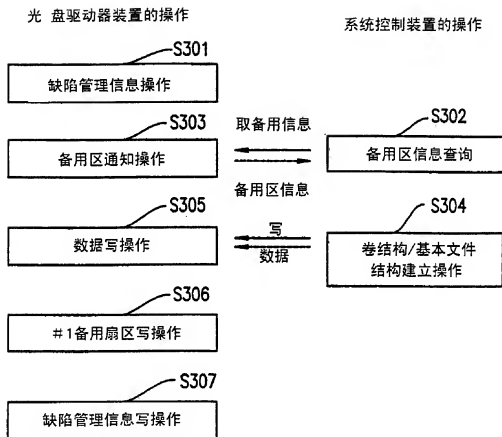 光 盘驱动器装置的操作
系统控制装置的操作
S301
缺陷管理信息操作
S303
备用区通知操作
取备用信息
备用区信息
S302
备用区信息查询
S305
数据写操作
写
数据
S304
卷结构/基本文件
结构建立操作
S306
#1备用扇区写操作
S307
缺陷管理信息写操作